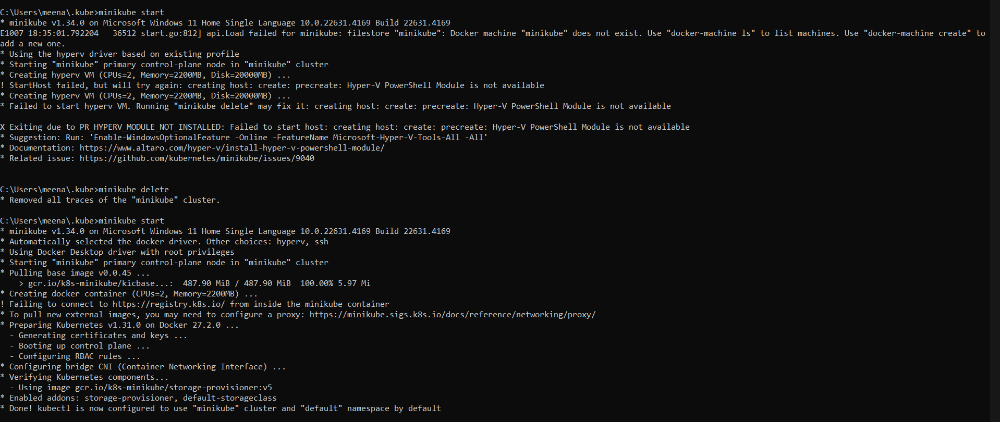 C:\Users\meena\.kube>minikube start
* minikube v1.34.0 on Microsoft Windows 11 Home Single Language 10.0.22631.4169 Build 22631.4169
E1007 18:35:01.792204   36512 start.go:812] api.Load failed for minikube: filestore "minikube": Docker machine "minikube" does not exist. Use "docker-machine ls" to list machines. Use "docker-machine create" to
add a new one.
* Using the hyperv driver based on existing profile
* Starting "minikube" primary control-plane node in "minikube" cluster
* Creating hyperv VM (CPUs=2, Memory=2200MB, Disk=20000MB) ...
! StartHost failed, but will try again: creating host: create: precreate: Hyper-V PowerShell Module is not available
* Creating hyperv VM (CPUs=2, Memory=2200MB, Disk=20000MB) ...
* Failed to start hyperv VM. Running "minikube delete" may fix it: creating host: create: precreate: Hyper-V PowerShell Module is not available
X Exiting due to PR_HYPERV_MODULE_NOT_INSTALLED: Failed to start host: creating host: create: precreate: Hyper-V PowerShell Module is not available
* Suggestion: Run: 'Enable-WindowsOptionalFeature -Online -FeatureName Microsoft-Hyper-V-Tools-All -All'
* Documentation: https://www.altaro.com/hyper-v/install-hyper-v-powershell-module/
* Related issue: https://github.com/kubernetes/minikube/issues/9040
C:\Users\meena\.kube>minikube delete
* Removed all traces of the "minikube" cluster.
C:\Users\meena\.kube>minikube start
* minikube v1.34.0 on Microsoft Windows 11 Home Single Language 10.0.22631.4169 Build 22631.4169
* Automatically selected the docker driver. Other choices: hyperv, ssh
* Using Docker Desktop driver with root privileges
* Starting "minikube" primary control-plane node in "minikube" cluster
* Pulling base image v0.0.45 ...
    > gcr.io/k8s-minikube/kicbase...:  487.90 MiB / 487.90 MiB  100.00% 5.97 Mi
* Creating docker container (CPUs=2, Memory=2200MB) ...
! Failing to connect to https://registry.k8s.io/ from inside the minikube container
* To pull new external images, you may need to configure a proxy: https://minikube.sigs.k8s.io/docs/reference/networking/proxy/
* Preparing Kubernetes v1.31.0 on Docker 27.2.0 ...
  - Generating certificates and keys ...
  - Booting up control plane ...
  - Configuring RBAC rules ...
* Configuring bridge CNI (Container Networking Interface) ...
* Verifying Kubernetes components...
  - Using image gcr.io/k8s-minikube/storage-provisioner:v5
* Enabled addons: storage-provisioner, default-storageclass
* Done! kubectl is now configured to use "minikube" cluster and "default" namespace by default